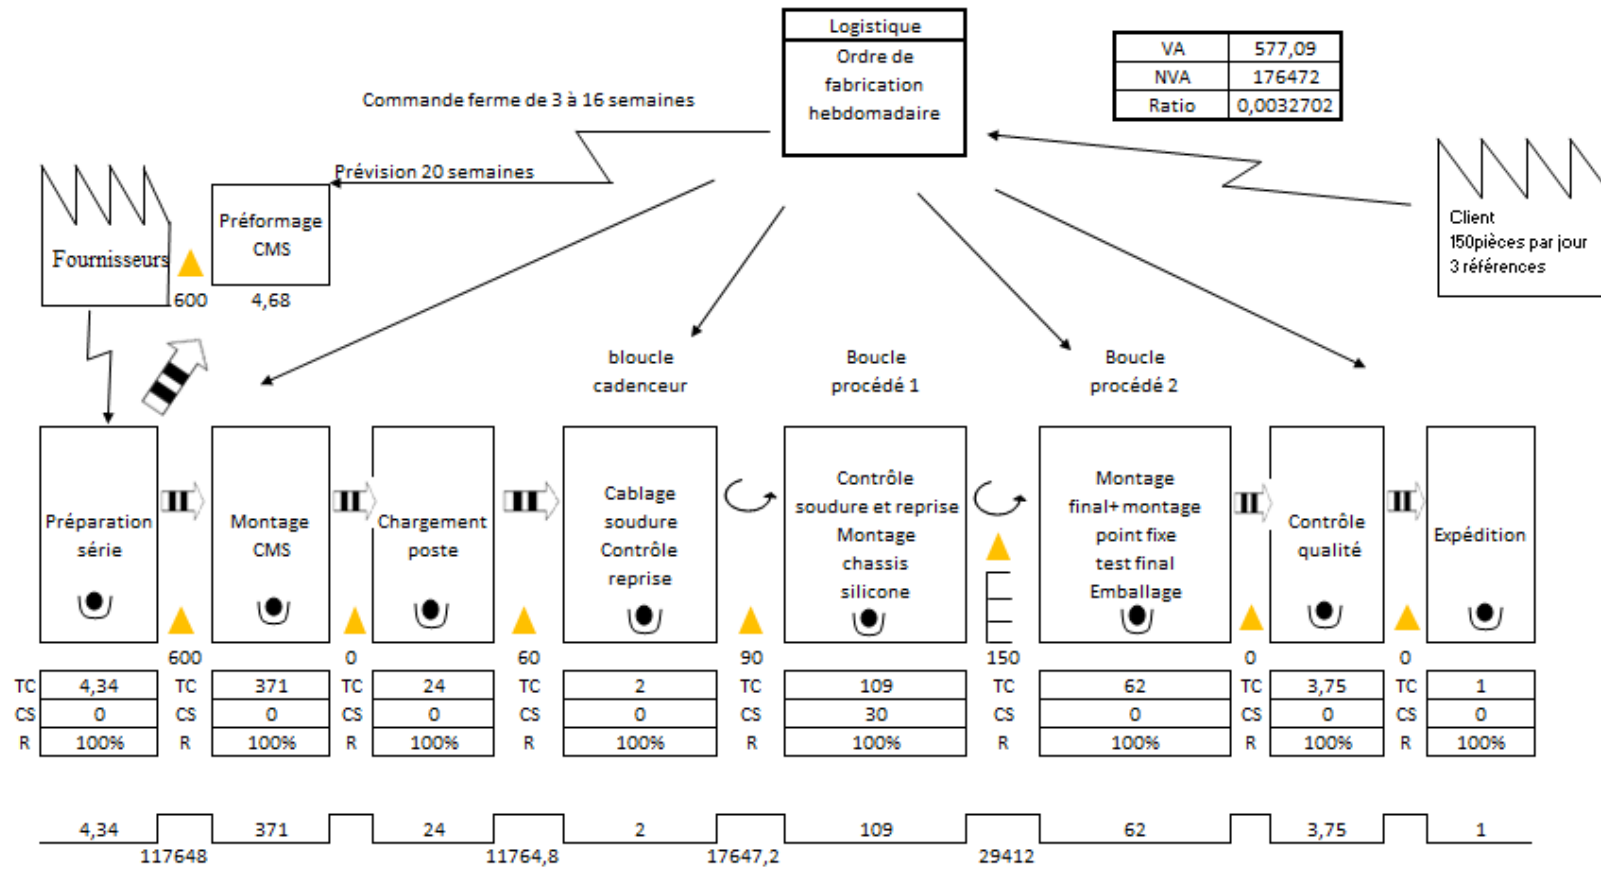 Logistique
Ordre de
fabrication
hebdomadaire
VA 577,09
NVA 176472
Ratio 0,0032702
Commande ferme de 3 à 16 semaines
Prévision 20 semaines
Fournisseurs
600
Préformage
CMS
4,68
Client
150pièces par jour
3 références
bloucle
cadenceur
Boucle
procédé 1
Boucle
procédé 2
Préparation
série
Montage
CMS
Chargement
poste
Cablage
soudure
Contrôle
reprise
Contrôle
soudure et reprise
Montage
chassis
silicone
Montage
final+ montage
point fixe
test final
Emballage
Contrôle
qualité
Expédition
600 0 60 90 150 0 0
TC 4,34 TC 371 TC 24 TC 2 TC 109 TC 62 TC 3,75 TC 1
CS 0 CS 0 CS 0 CS 0 CS 30 CS 0 CS 0 CS 0
R 100% R 100% R 100% R 100% R 100% R 100% R 100% R 100%
4,34 371 24 2 109 62 3,75 1
117648 11764,8 17647,2 29412